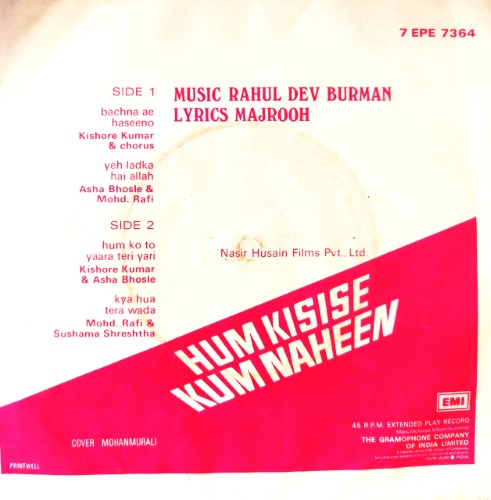 7 EPE 7364
SIDE 1
bachna ae
haseeno
Kishore Kumar
& chorus
yeh ladka
hai allah
Asha Bhosle &
Mohd. Rafi
SIDE 2
hum ko to
yaara teri yari
Kishore Kumar
& Asha Bhosle
kya hua
tera wada
Mohd. Rafi &
Sushama Shreshtha
MUSIC RAHUL DEV BURMAN
LYRICS MAJROOH
Nasir Husain Films Pvt., Ltd.
HUM KISISE
KUM NAHEEN
EMI
45 R.P.M. EXTENDED PLAY RECORD
Manufactured & Distributed by
THE GRAMOPHONE COMPANY
OF INDIA LIMITED
COVER MOHANMURALI
PRINTWELL